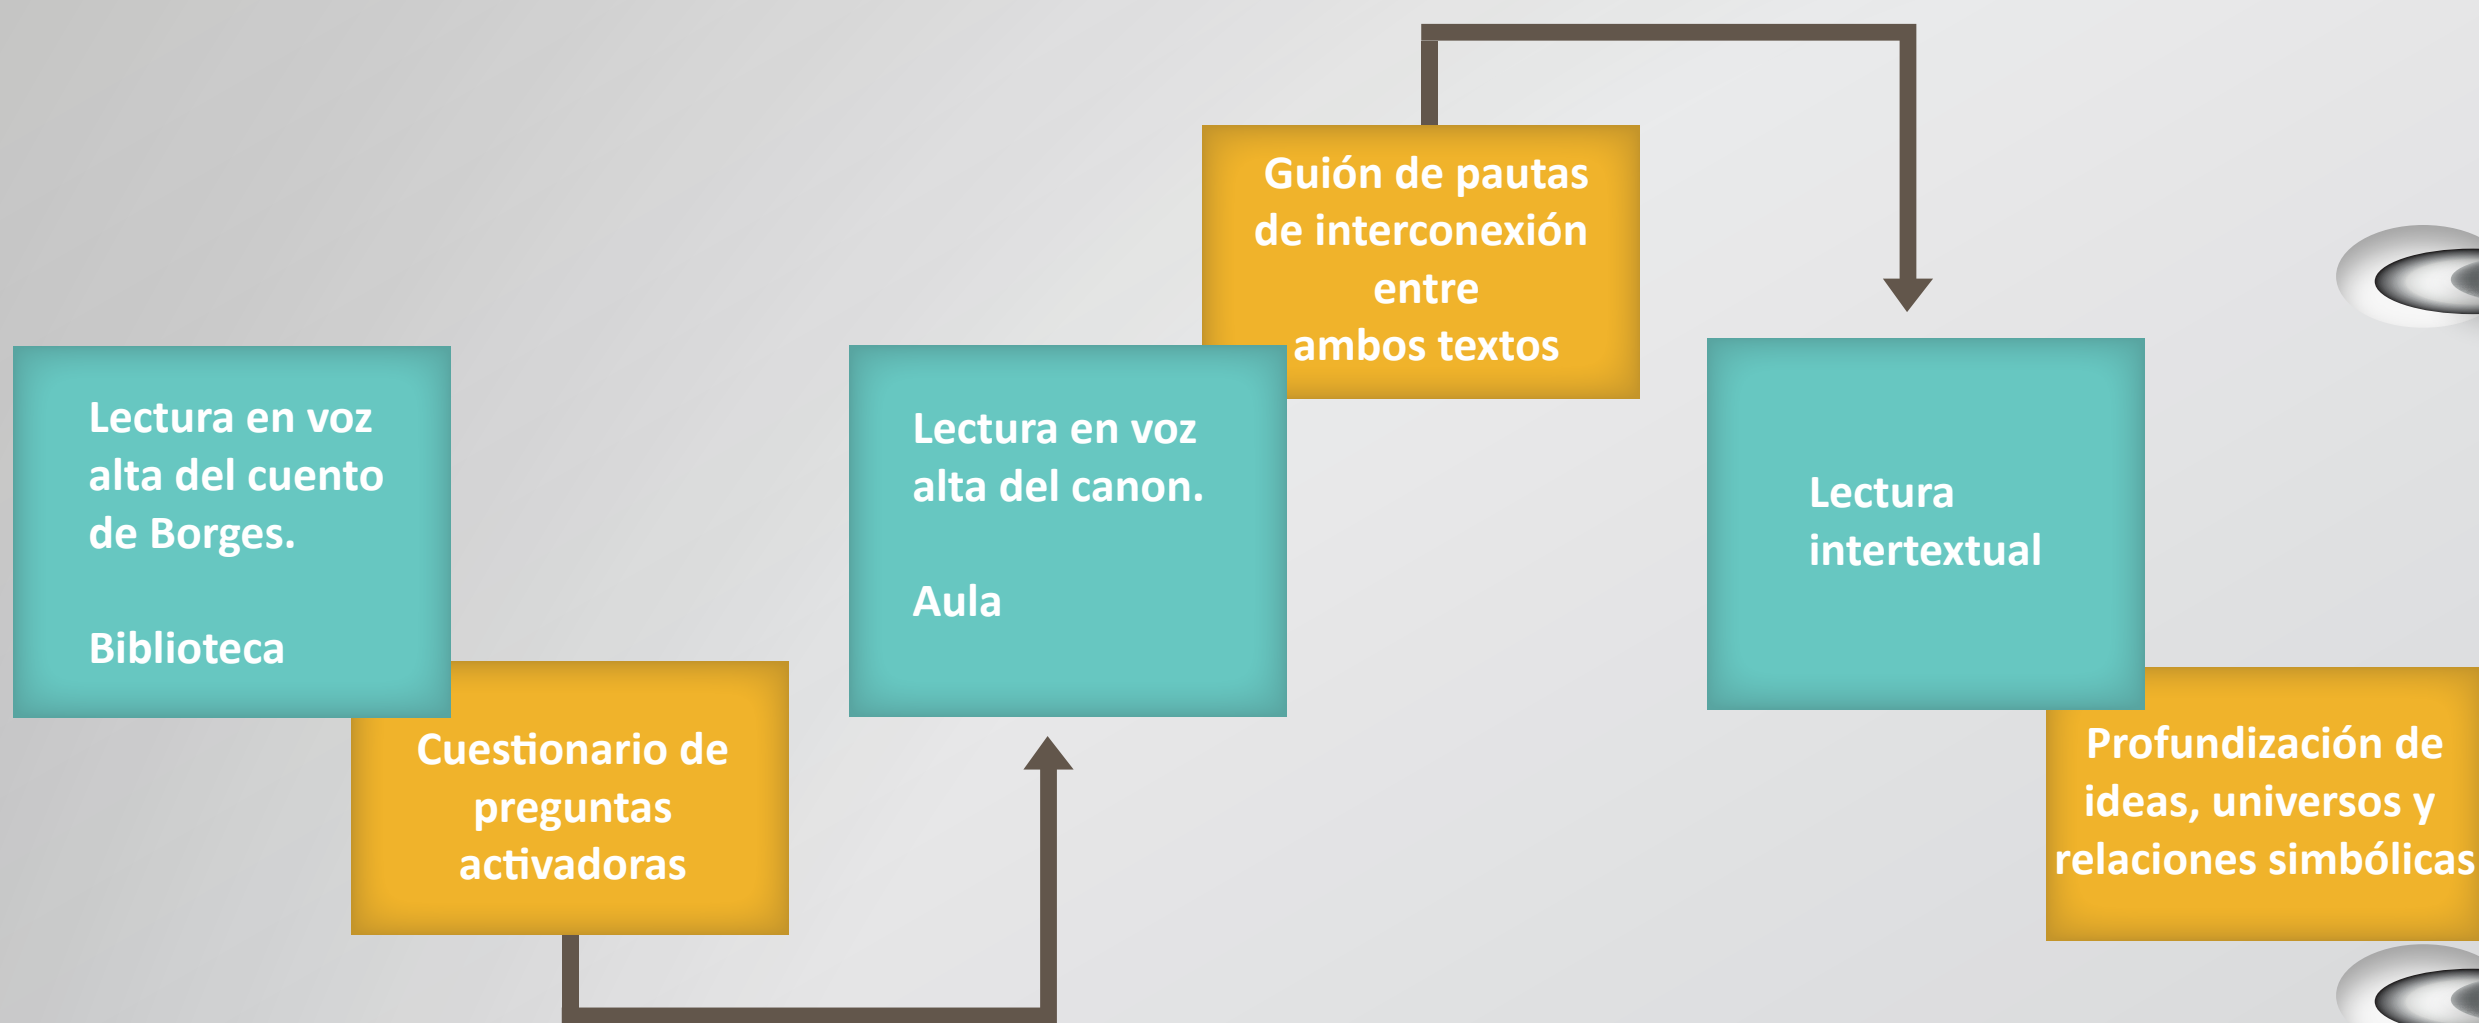 Lectura en voz
alta del cuento
de Borges.
Biblioteca
Cuestionario de
preguntas
activadoras
Lectura en voz
alta del canon.
Aula
Guión de pautas
de interconexión
entre
ambos textos
Lectura
intertextual
Profundización de
ideas, universos y
relaciones simbólicas